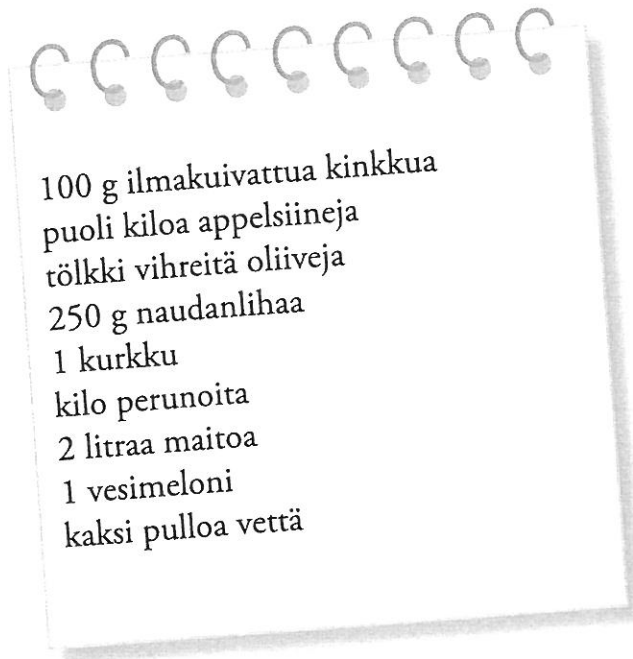 100 g ilmakuivattua kinkkua
puoli kiloa appelsiineja
tölkki vihreitä oliiveja
250 g naudanlihaa
1 kurkku
kilo perunoita
2 litraa maitoa
1 vesimeloni
kaksi pulloa vettä